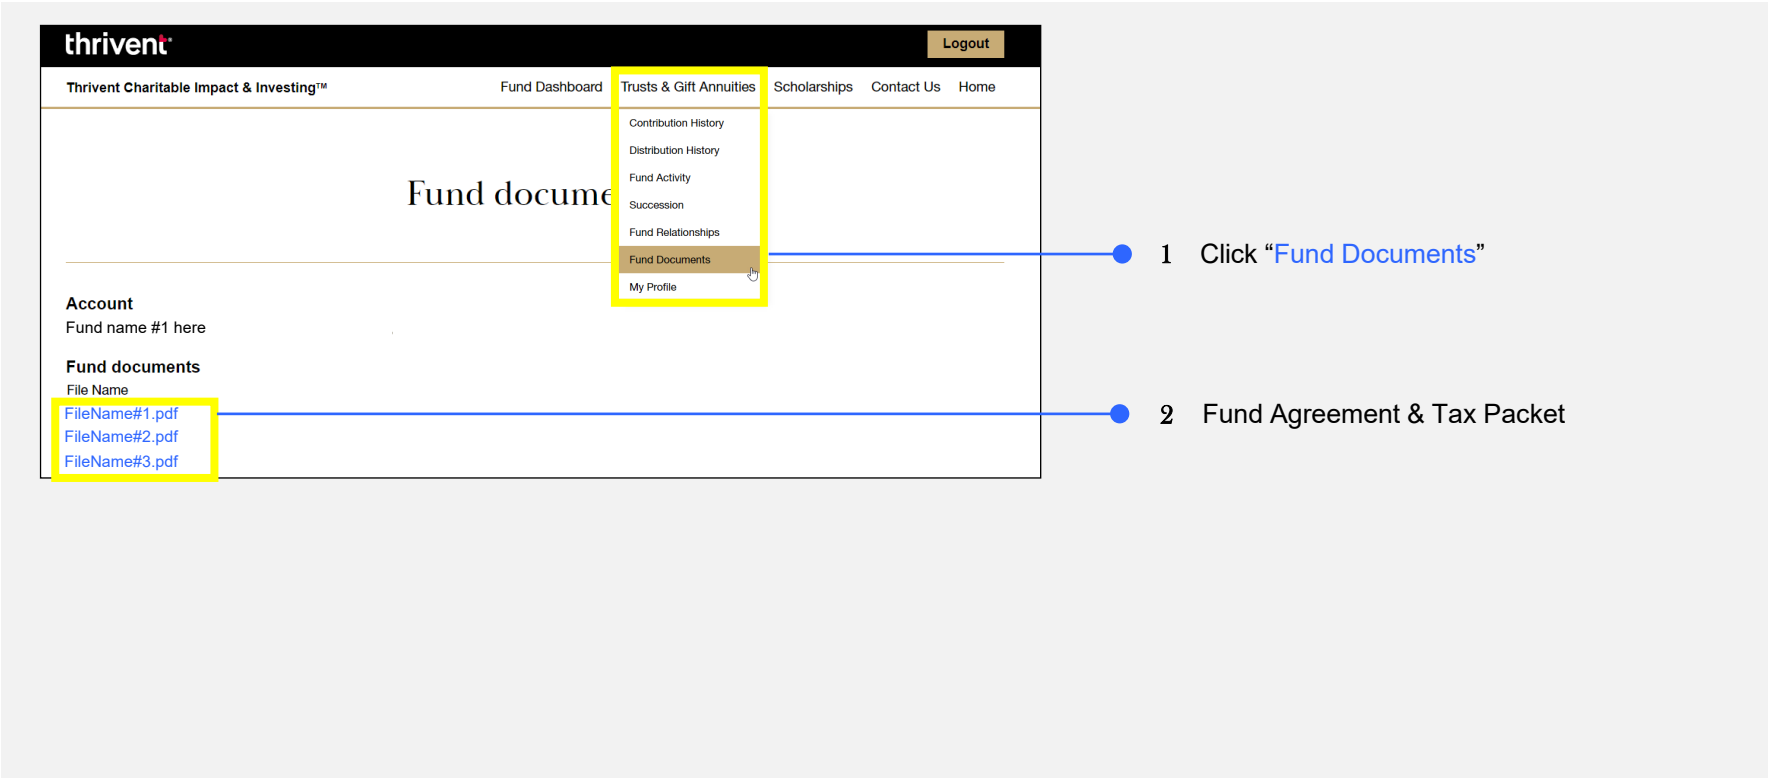 thrivent
Logout
Thrivent Charitable Impact & Investing™
Fund Dashboard Trusts & Gift Annuities Scholarships Contact Us Home
Contribution History
Distribution History
Fund Activity
Succession
Fund Relationships
Fund Documents
My Profile
Fund docume
1 Click “Fund Documents”
Account
Fund name #1 here
Fund documents
File Name
FileName#1.pdf
FileName#2.pdf
FileName#3.pdf
2 Fund Agreement & Tax Packet